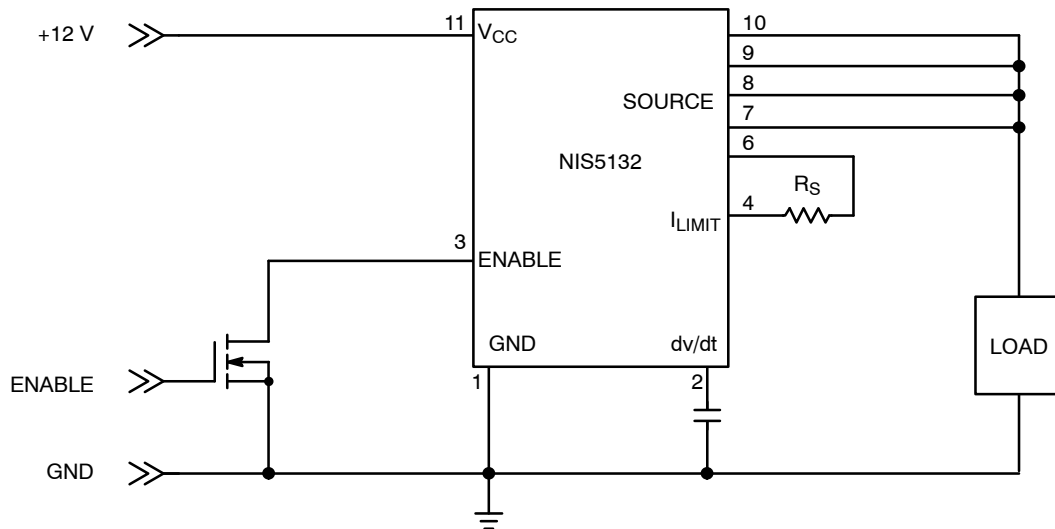 +12 V
11
V_CC
10
9
SOURCE
8
7
NIS5132
6
R_S
4
I_LIMIT
3
ENABLE
GND
dv/dt
LOAD
ENABLE
1
2
GND